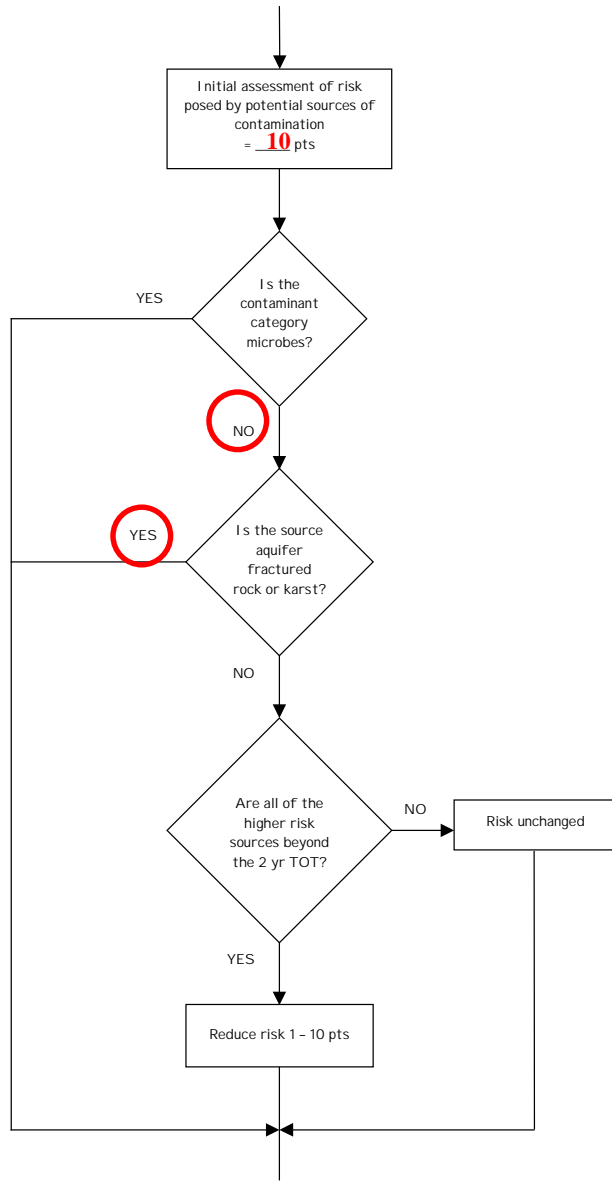 Initial assessment of risk
posed by potential sources of
contamination
= 10 pts
YES
Is the
contaminant
category
microbes?
NO
YES
Is the source
aquifer
fractured
rock or karst?
NO
Are all of the
higher risk
sources beyond
the 2 yr TOT?
NO
Risk unchanged
YES
Reduce risk 1 – 10 pts